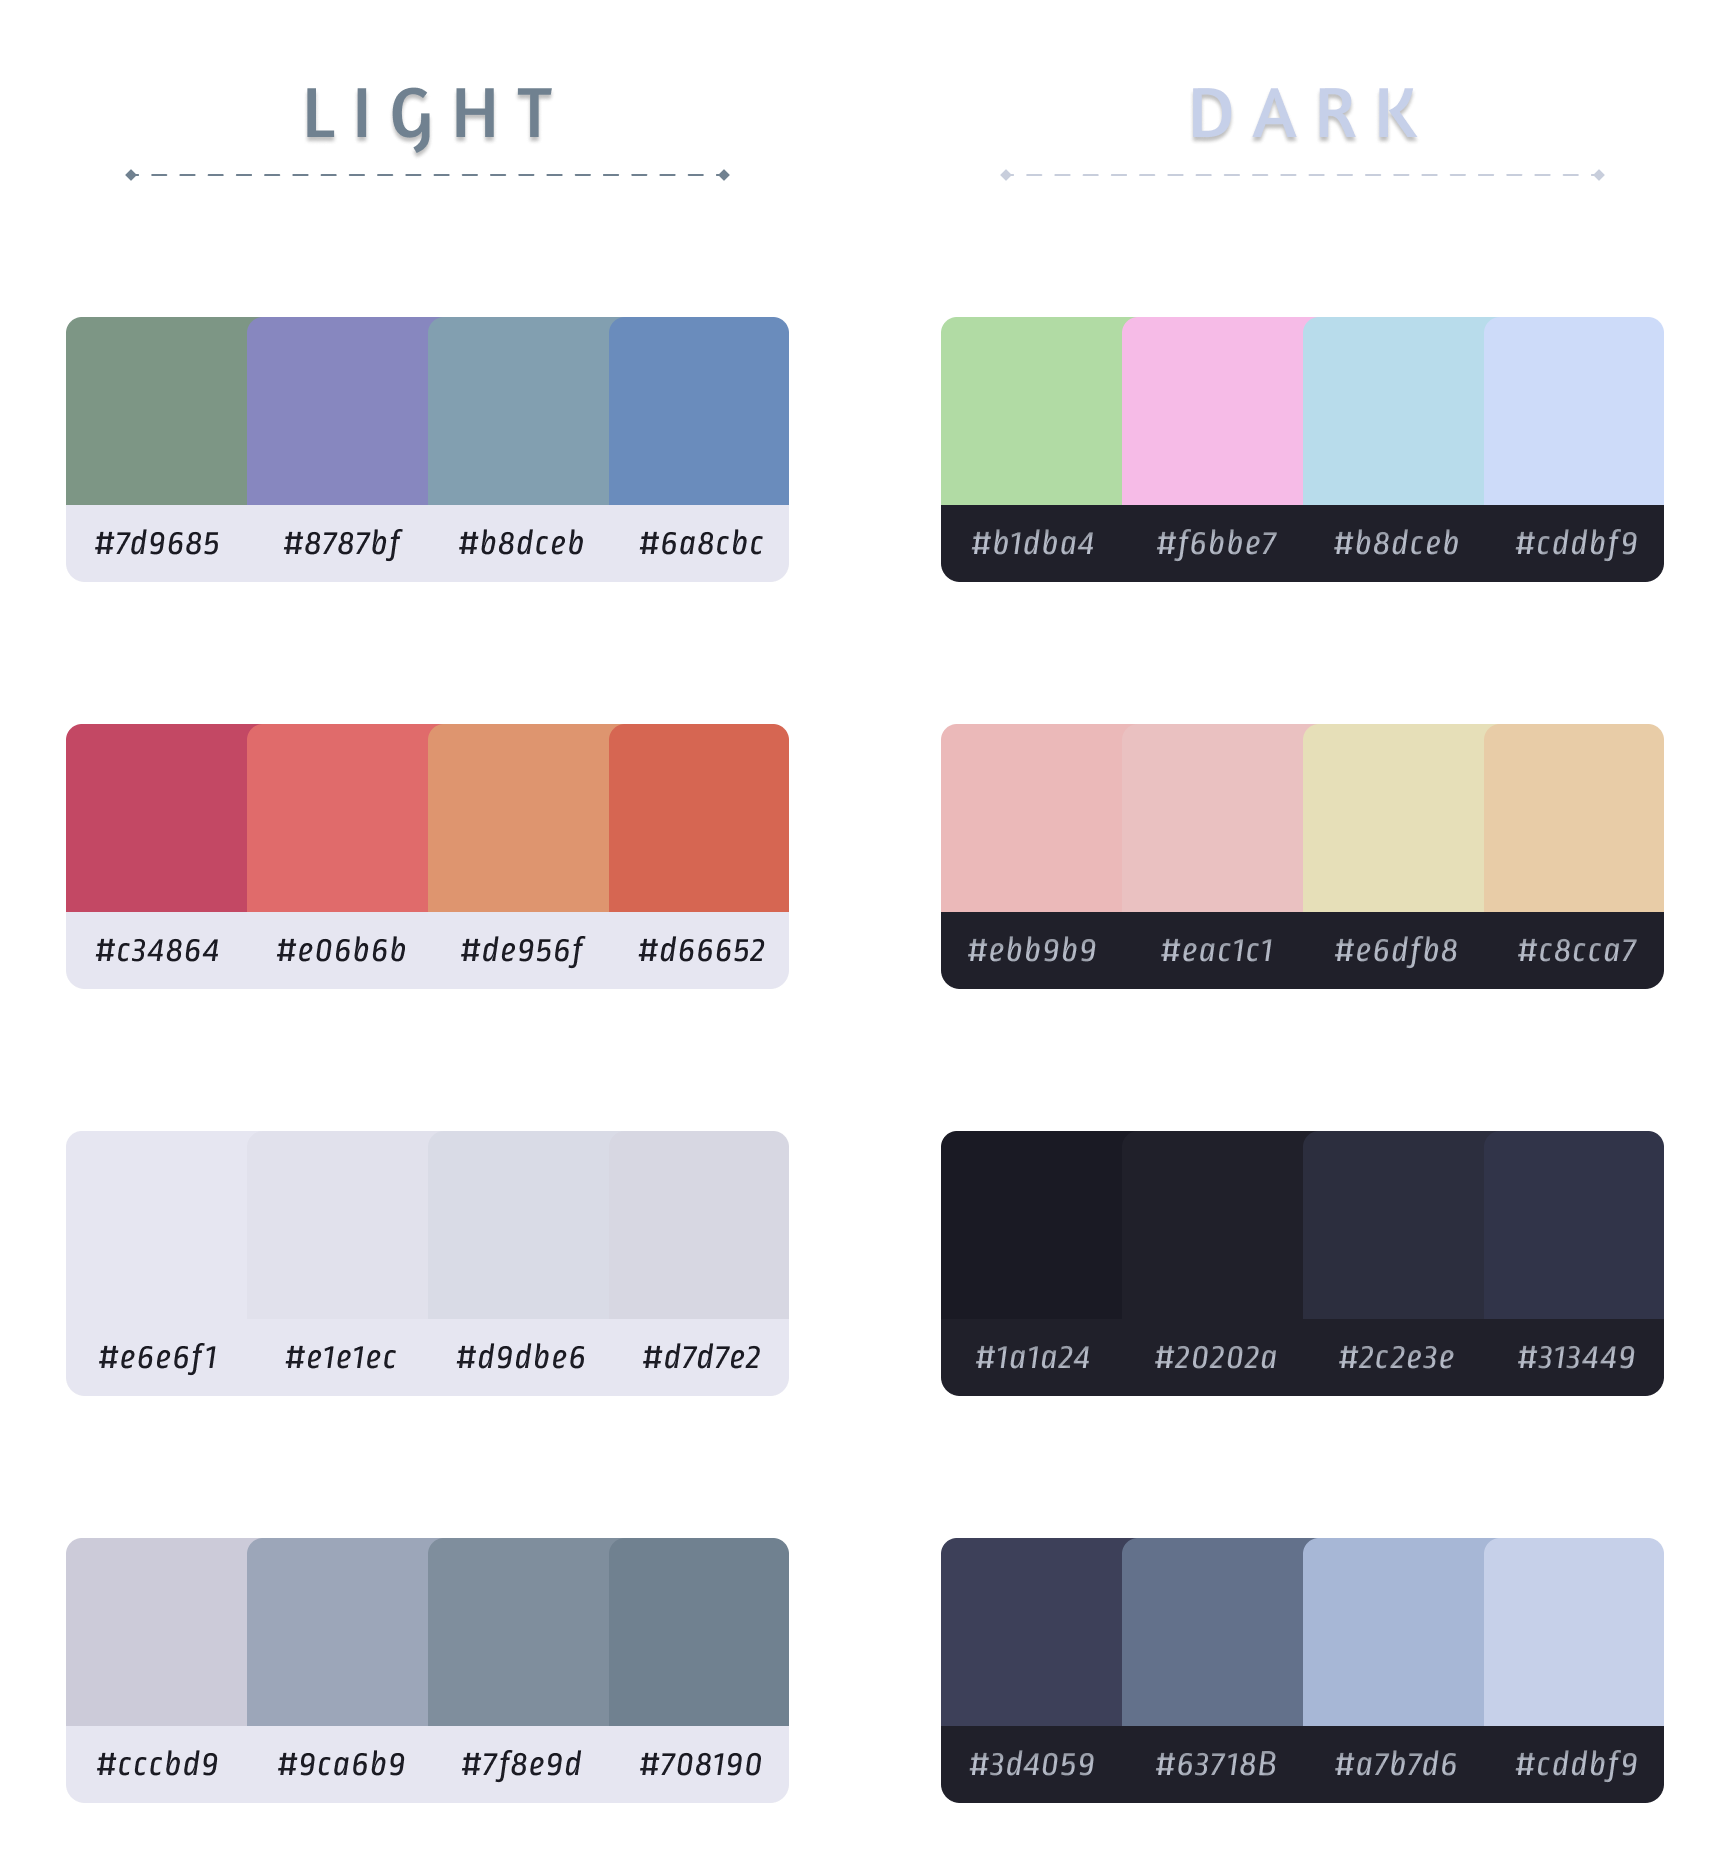 LIGHT
#7d9685 #8787bf #b8dceb #6a8cbc
#c34864 #e06b6b #de956f #d66652
#e6e6f1 #e1e1ec #d9dbe6 #d7d7e2
#cccbd9 #9ca6b9 #7f8e9d #708190
DARK
#b1dba4 #f6bbe7 #b8dceb #cddbf9
#ebb9b9 #eac1c1 #e6dfb8 #c8cca7
#1a1a24 #20202a #2c2e3e #313449
#3d4059 #63718B #a7b7d6 #cddbf9